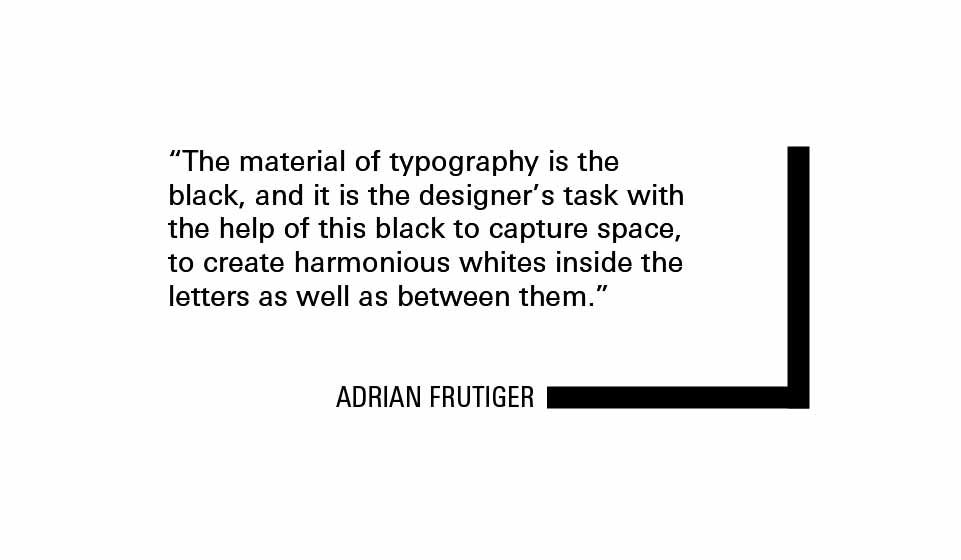 “The material of typography is the
black, and it is the designer’s task with
the help of this black to capture space,
to create harmonious whites inside the
letters as well as between them.”
ADRIAN FRUTIGER